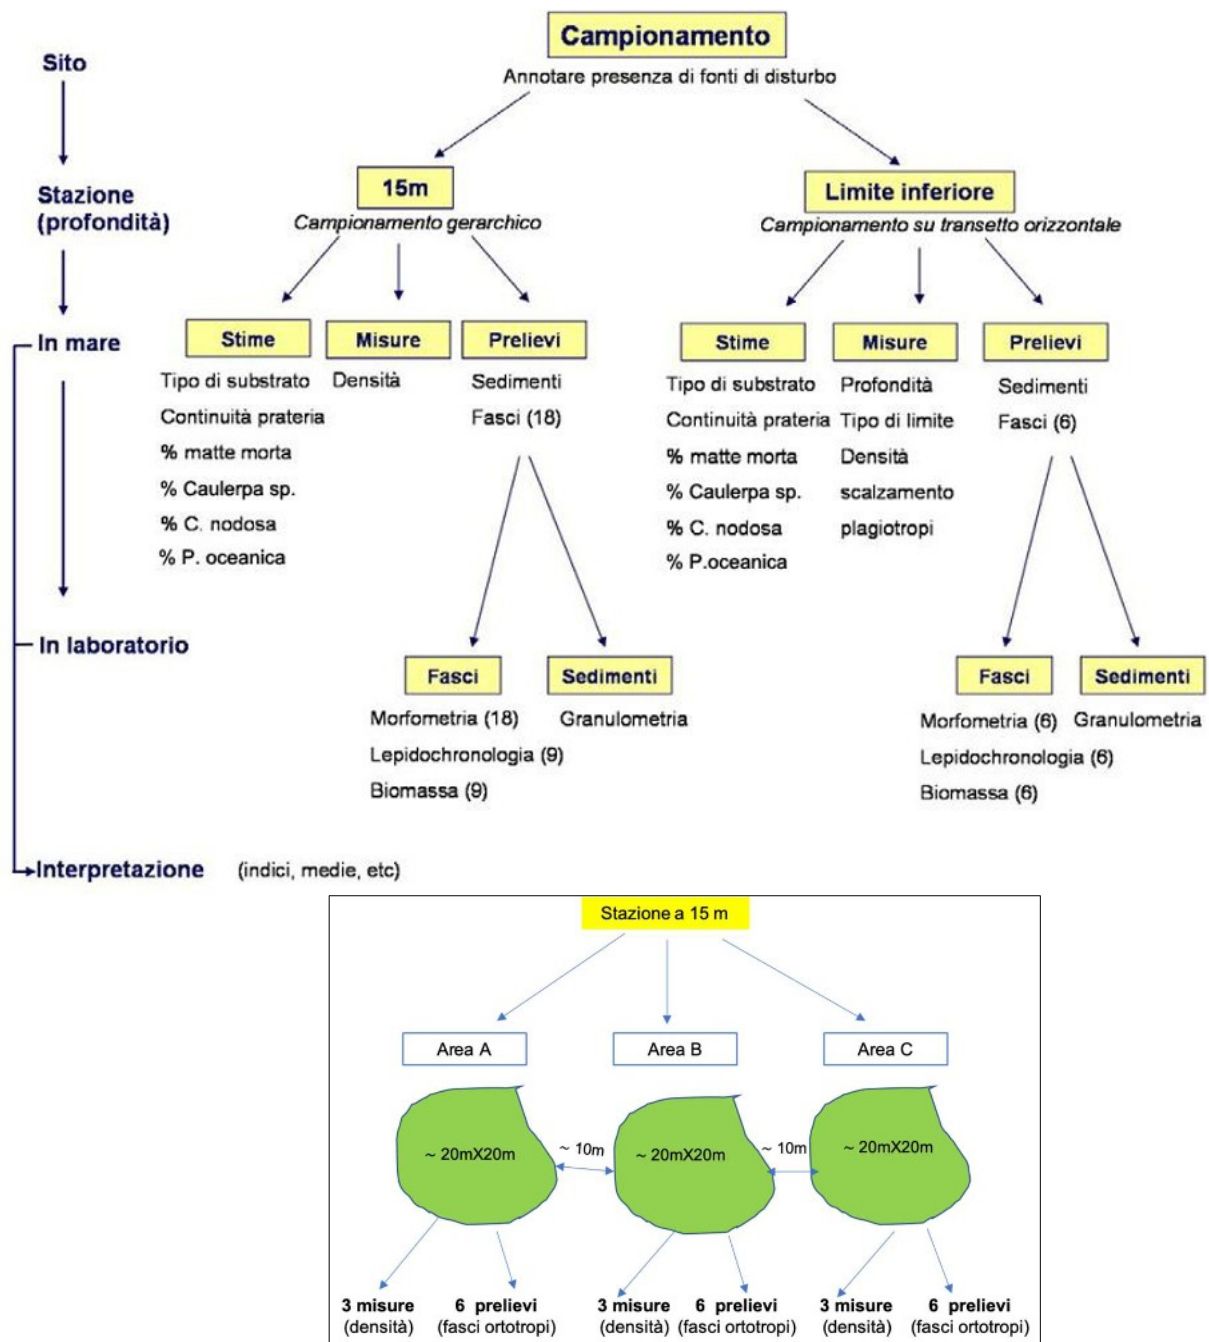 Campionamento
Annotare presenza di fonti di disturbo
Sito
Stazione
(profondità)
In mare
In laboratorio
Interpretazione
(indici, medie, etc)
15m
Campionamento gerarchico
Stime
Tipo di substrato
Continuità prateria
% matte morta
% Caulerpa sp.
% C. nodosa
% P. oceanica
Misure
Densità
Prelievi
Sedimenti
Fasci (18)
Fasci
Morfometria (18)
Lepidochronologia (9)
Biomassa (9)
Sedimenti
Granulometria
Limite inferiore
Campionamento su transetto orizzontale
Stime
Tipo di substrato
Continuità prateria
% matte morta
% Caulerpa sp.
% C. nodosa
% P.oceanica
Misure
Profondità
Tipo di limite
Densità
scalzamento
plagiotropi
Prelievi
Sedimenti
Fasci (6)
Fasci
Morfometria (6)
Lepidochronologia (6)
Biomassa (6)
Sedimenti
Granulometria
Stazione a 15 m
Area A
Area B
Area C
~ 20mX20m
~ 10m
~ 20mX20m
~ 10m
~ 20mX20m
3 misure
(densità)
6 prelievi
(fasci ortotropi)
3 misure
(densità)
6 prelievi
(fasci ortotropi)
3 misure
(densità)
6 prelievi
(fasci ortotropi)